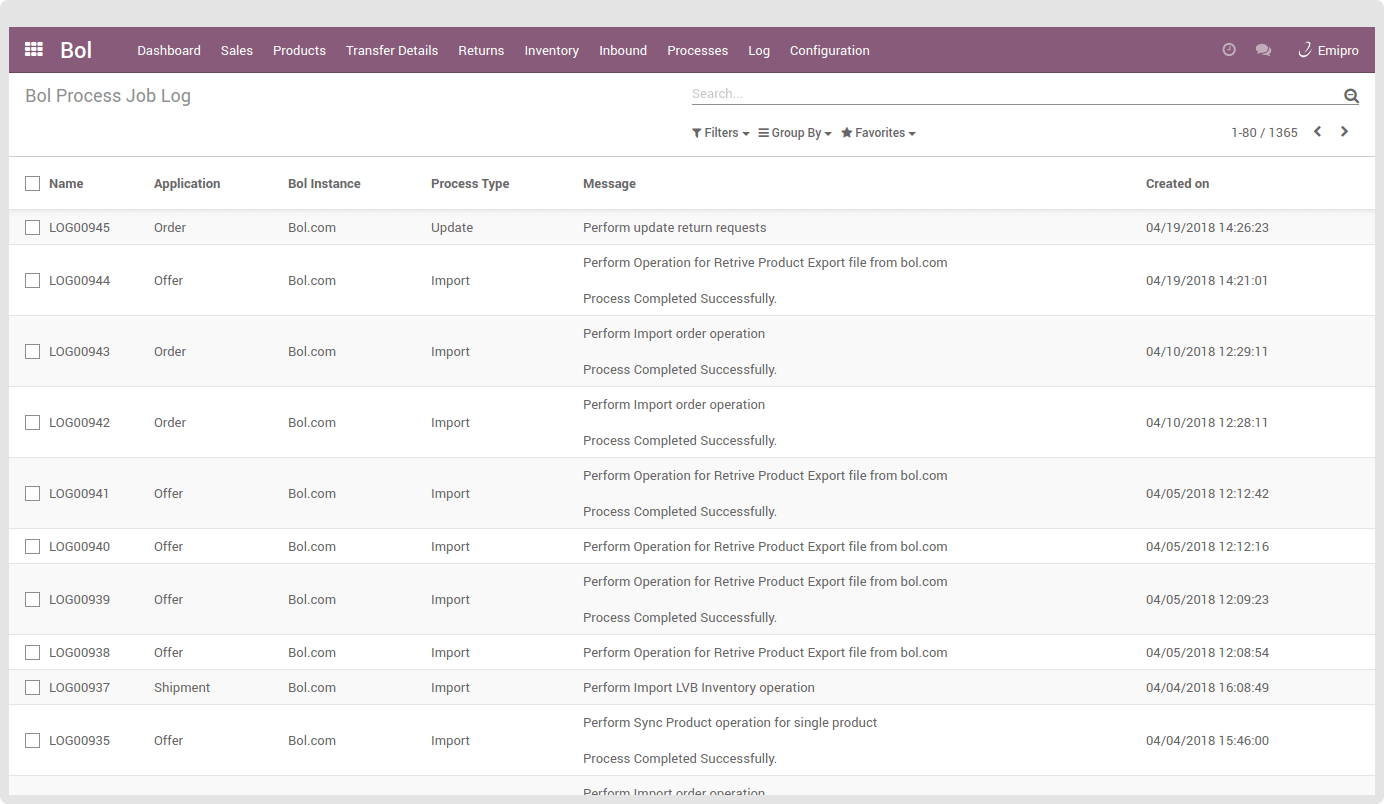 Bol Dashboard Sales Products Transfer Details Returns Inventory Inbound Processes Log Configuration Emipro
Bol Process Job Log Search...
Filters Group By Favorites 1-80 / 1365
Name Application Bol Instance Process Type Message Created on
LOG00945 Order Bol.com Update Perform update return requests 04/19/2018 14:26:23
Perform Operation for Retrive Product Export file from bol.com
LOG00944 Offer Bol.com Import 04/19/2018 14:21:01
Process Completed Successfully.
Perform Import order operation
LOG00943 Order Bol.com Import 04/10/2018 12:29:11
Process Completed Successfully.
Perform Import order operation
LOG00942 Order Bol.com Import 04/10/2018 12:28:11
Process Completed Successfully.
Perform Operation for Retrive Product Export file from bol.com
LOG00941 Offer Bol.com Import 04/05/2018 12:12:42
Process Completed Successfully.
LOG00940 Offer Bol.com Import Perform Operation for Retrive Product Export file from bol.com 04/05/2018 12:12:16
Perform Operation for Retrive Product Export file from bol.com
LOG00939 Offer Bol.com Import 04/05/2018 12:09:23
Process Completed Successfully.
LOG00938 Offer Bol.com Import Perform Operation for Retrive Product Export file from bol.com 04/05/2018 12:08:54
LOG00937 Shipment Bol.com Import Perform Import LVB Inventory operation 04/04/2018 16:08:49
Perform Sync Product operation for single product
LOG00935 Offer Bol.com Import 04/04/2018 15:46:00
Process Completed Successfully.
Perform Import order operation